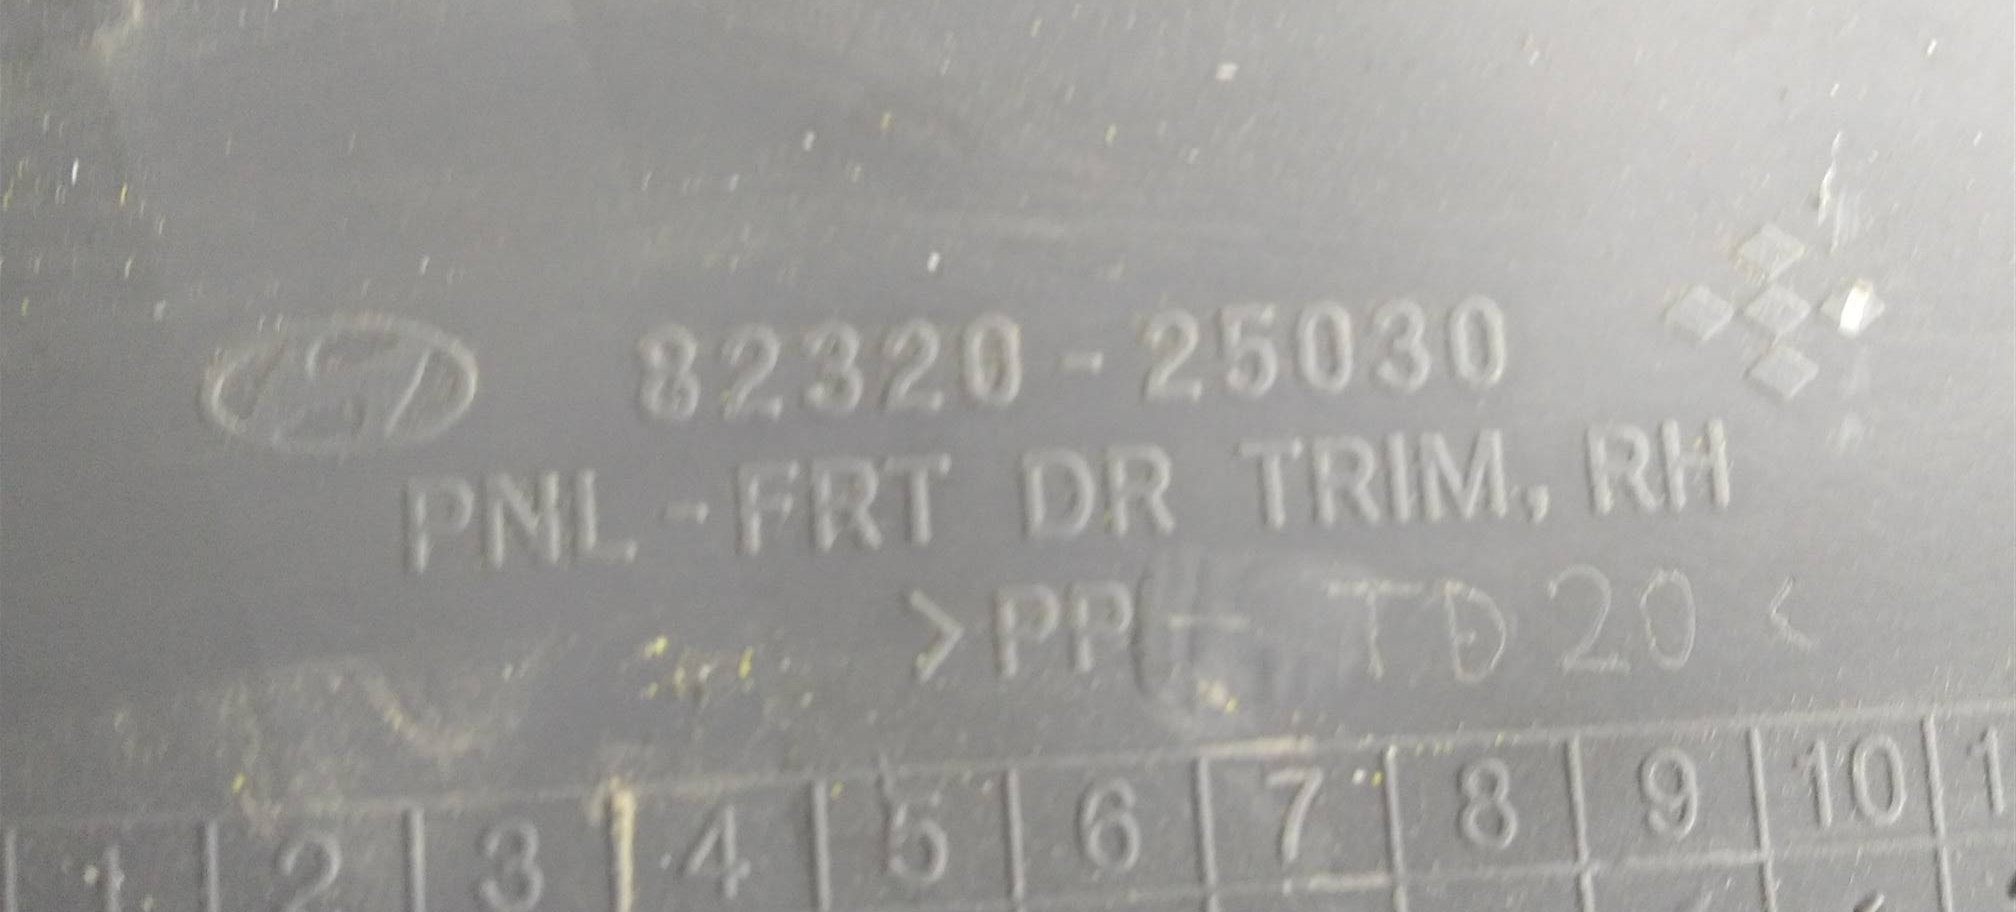 82320-25030
PNL-FRT DR TRIM, RH
>PP-TD20<
1 2 3 4 5 6 7 8 9 10